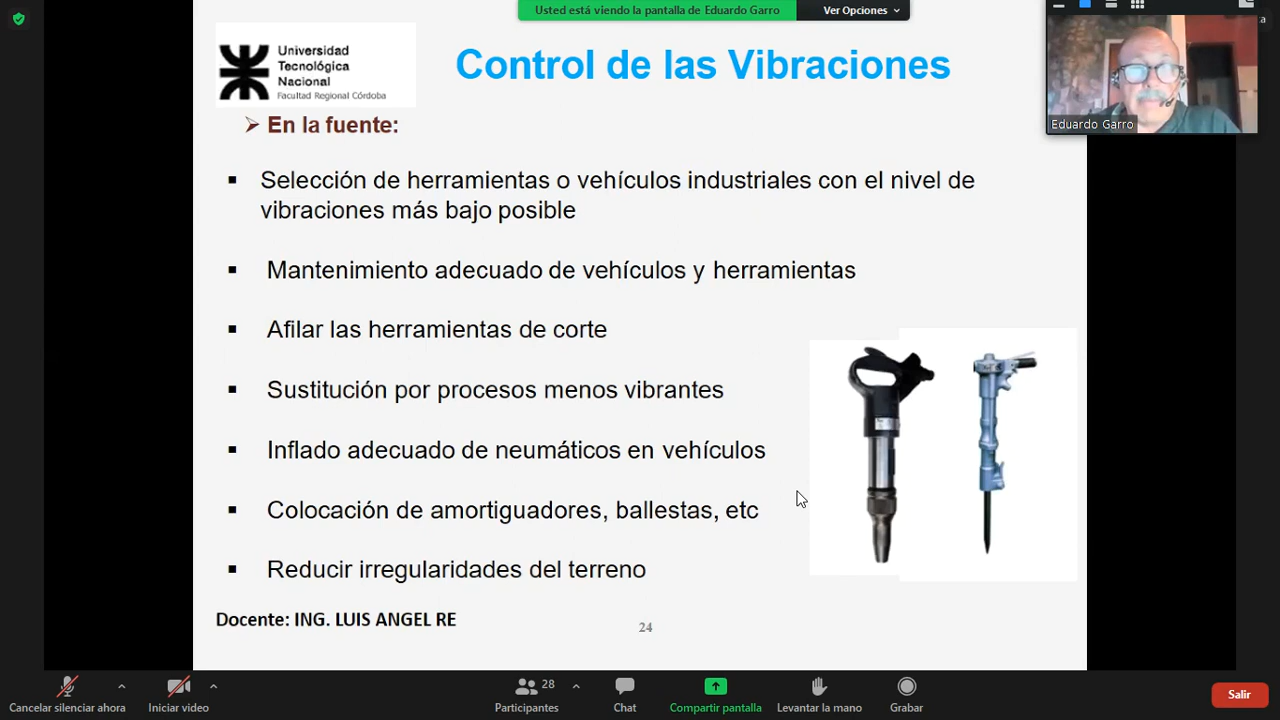 Usted está viendo la pantalla de Eduardo Garro
Ver Opciones
Universidad
Tecnológica
Nacional
Facultad Regional Córdoba
Control de las Vibraciones
Eduardo Garro
➢ En la fuente:
▪ Selección de herramientas o vehículos industriales con el nivel de
vibraciones más bajo posible
▪ Mantenimiento adecuado de vehículos y herramientas
▪ Afilar las herramientas de corte
▪ Sustitución por procesos menos vibrantes
▪ Inflado adecuado de neumáticos en vehículos
▪ Colocación de amortiguadores, ballestas, etc
▪ Reducir irregularidades del terreno
Docente: ING. LUIS ANGEL RE
24
Cancelar silenciar ahora
Iniciar video
28
Participantes
Chat
Compartir pantalla
Levantar la mano
Grabar
Salir